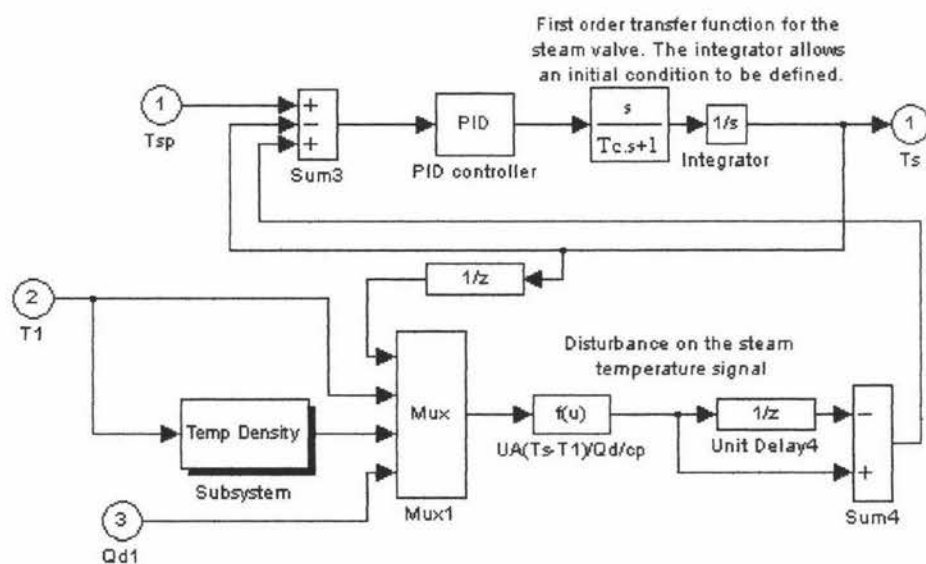 First order transfer function for the
steam valve. The integrator allows
an initial condition to be defined.
1
Tsp
+
−
+
Sum3
PID
PID controller
s
Tc.s+1
1/s
Integrator
1
Ts
1/z
2
T1
Temp Density
Subsystem
3
Qd1
Mux
Mux1
f(u)
UA(Ts-T1)/Qd/cp
Disturbance on the steam
temperature signal
1/z
Unit Delay4
−
+
Sum4